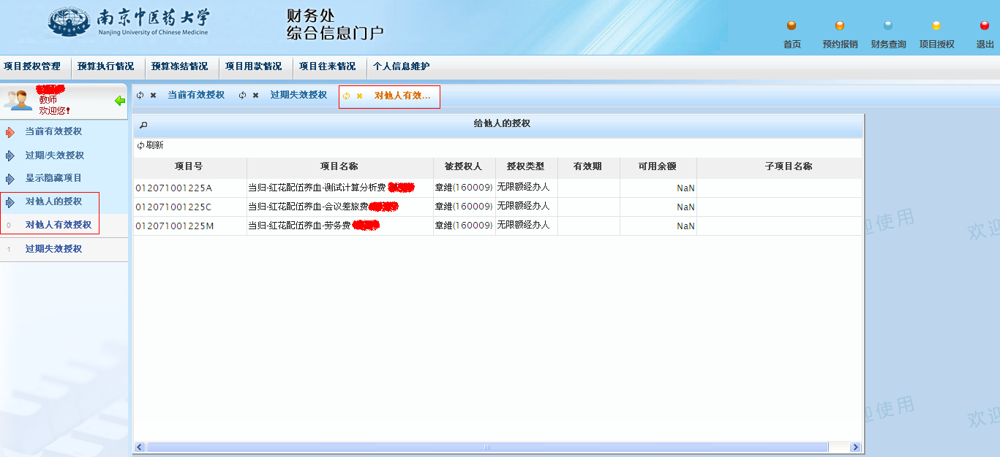 南京中医药大学
Nanjing University of Chinese Medicine
财务处
综合信息门户
首页 预约报销 财务查询 项目授权 退出
项目授权管理 预算执行情况 预算冻结情况 项目用款情况 项目往来情况 个人信息维护
教师
欢迎您!
当前有效授权 过期失效授权 对他人有效...
当前有效授权
过期/失效授权
显示隐藏项目
对他人的授权
0 对他人有效授权
1 过期失效授权
给他人的授权
刷新
项目号 项目名称 被授权人 授权类型 有效期 可用余额 子项目名称
012071001225A 当归-红花配伍养血-测试计算分析费 章维(160009) 无限额经办人 NaN
012071001225C 当归-红花配伍养血-会议差旅费 章维(160009) 无限额经办人 NaN
012071001225M 当归-红花配伍养血-劳务费 章维(160009) 无限额经办人 NaN
迎使用 欢迎
迎使用 欢迎